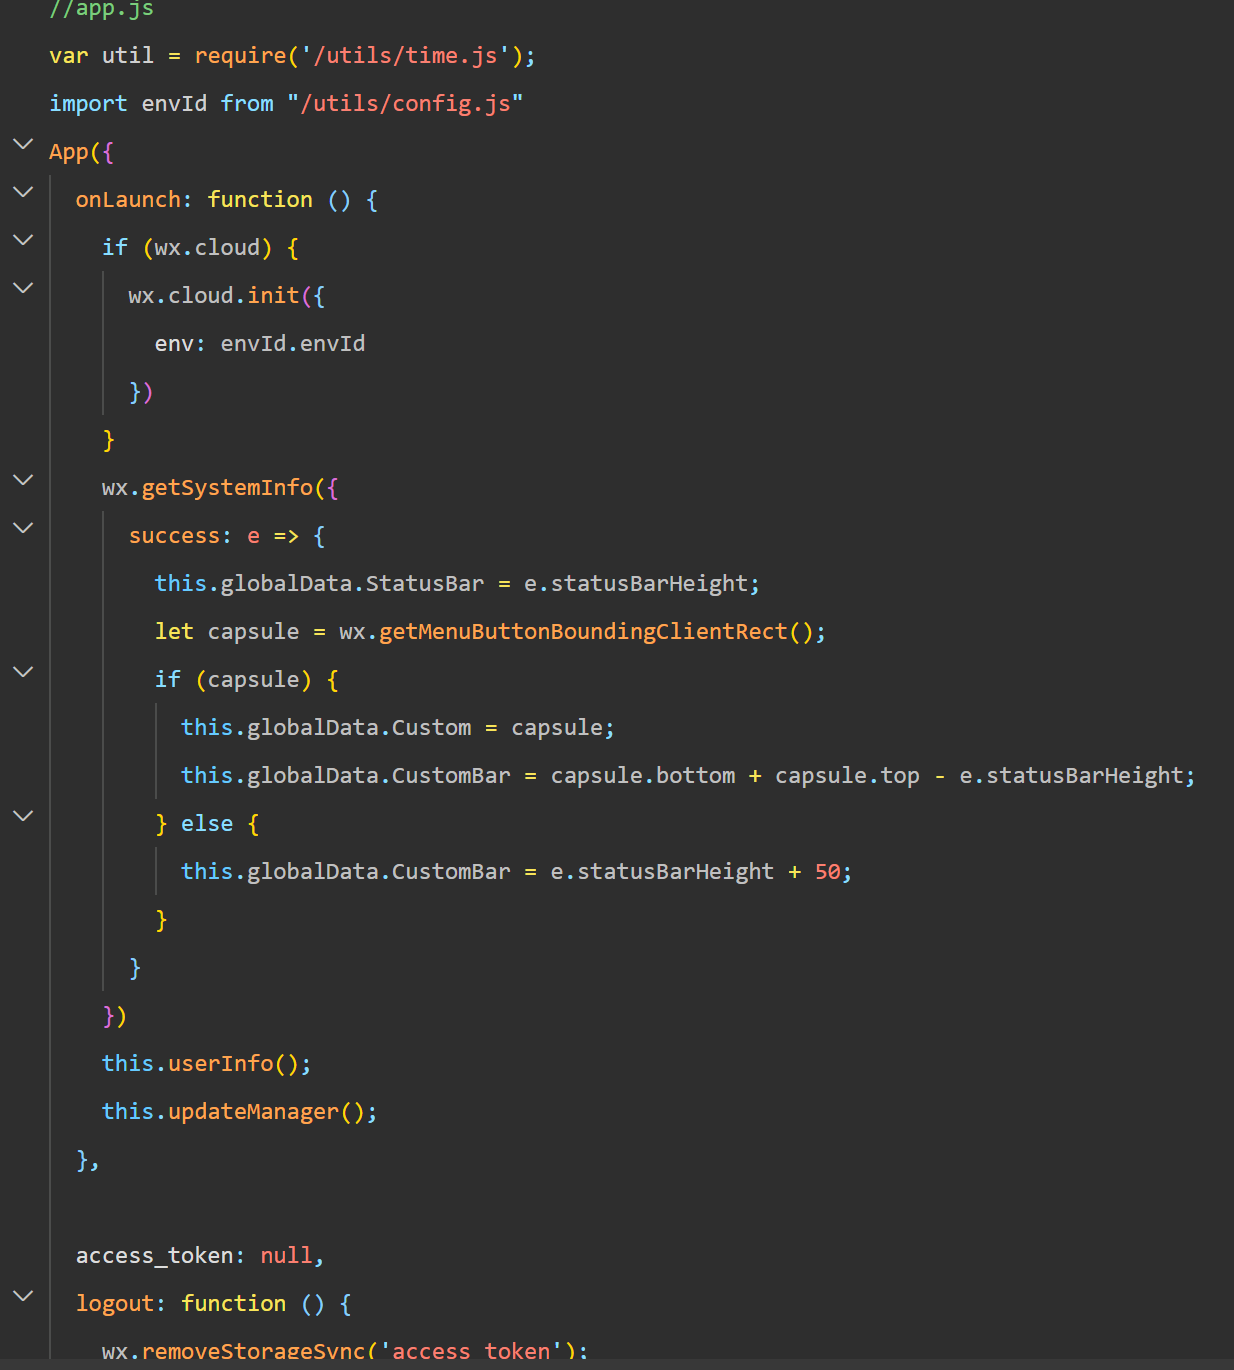 //app.js
var util = require('/utils/time.js');
import envId from "/utils/config.js"
App({
  onLaunch: function () {
    if (wx.cloud) {
      wx.cloud.init({
        env: envId.envId
      })
    }
    wx.getSystemInfo({
      success: e => {
        this.globalData.StatusBar = e.statusBarHeight;
        let capsule = wx.getMenuButtonBoundingClientRect();
        if (capsule) {
          this.globalData.Custom = capsule;
          this.globalData.CustomBar = capsule.bottom + capsule.top - e.statusBarHeight;
        } else {
          this.globalData.CustomBar = e.statusBarHeight + 50;
        }
      }
    })
    this.userInfo();
    this.updateManager();
  },
  access_token: null,
  logout: function () {
    wx.removeStorageSync('access_token');